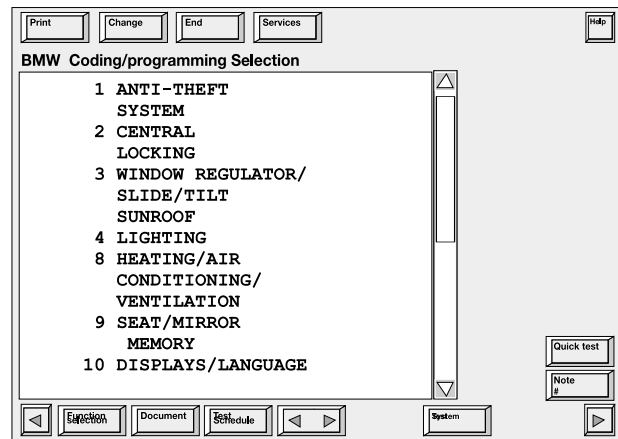 Print Change End Services Help
BMW Coding/programming Selection
1 ANTI-THEFT
SYSTEM
2 CENTRAL
LOCKING
3 WINDOW REGULATOR/
SLIDE/TILT
SUNROOF
4 LIGHTING
8 HEATING/AIR
CONDITIONING/
VENTILATION
9 SEAT/MIRROR
MEMORY
10 DISPLAYS/LANGUAGE
Quick test
Note
#
Function
selection
Document
Test
Schedule
System